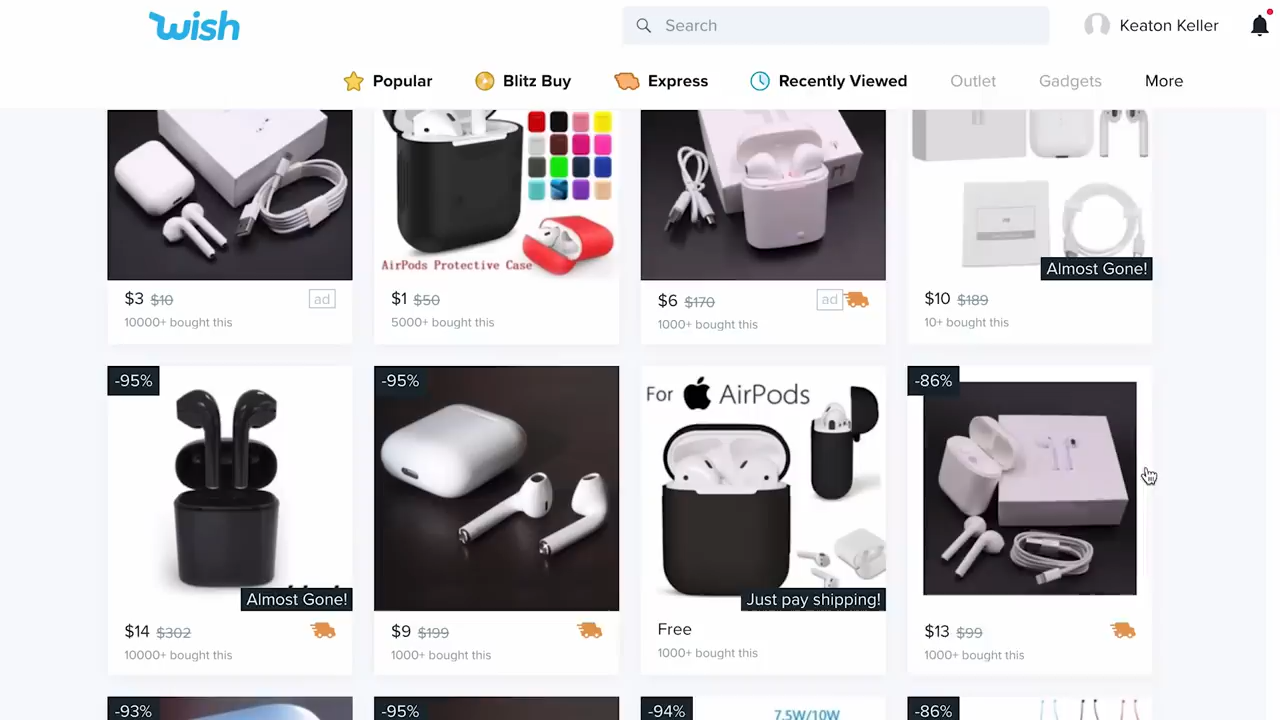 wish
Search
Keaton Keller
Popular
Blitz Buy
Express
Recently Viewed
Outlet
Gadgets
More
AirPods Protective Case
Almost Gone!
$3 $10
ad
10000+ bought this
$1 $50
5000+ bought this
$6 $170
ad
1000+ bought this
$10 $189
10+ bought this
-95%
Almost Gone!
$14 $302
10000+ bought this
-95%
$9 $199
1000+ bought this
For AirPods
Just pay shipping!
Free
1000+ bought this
-86%
$13 $99
1000+ bought this
-93%
-95%
-94%
7.5W/10W
-86%